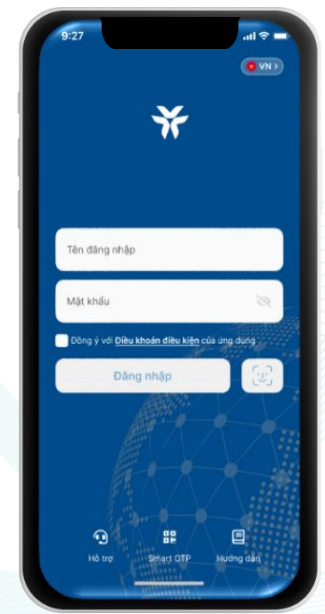 9:27
VN >
Tên đăng nhập
Mật khẩu
Đồng ý với Điều khoản điều kiện của ứng dụng
Đăng nhập
Hỗ trợ Smart OTP Hướng dẫn